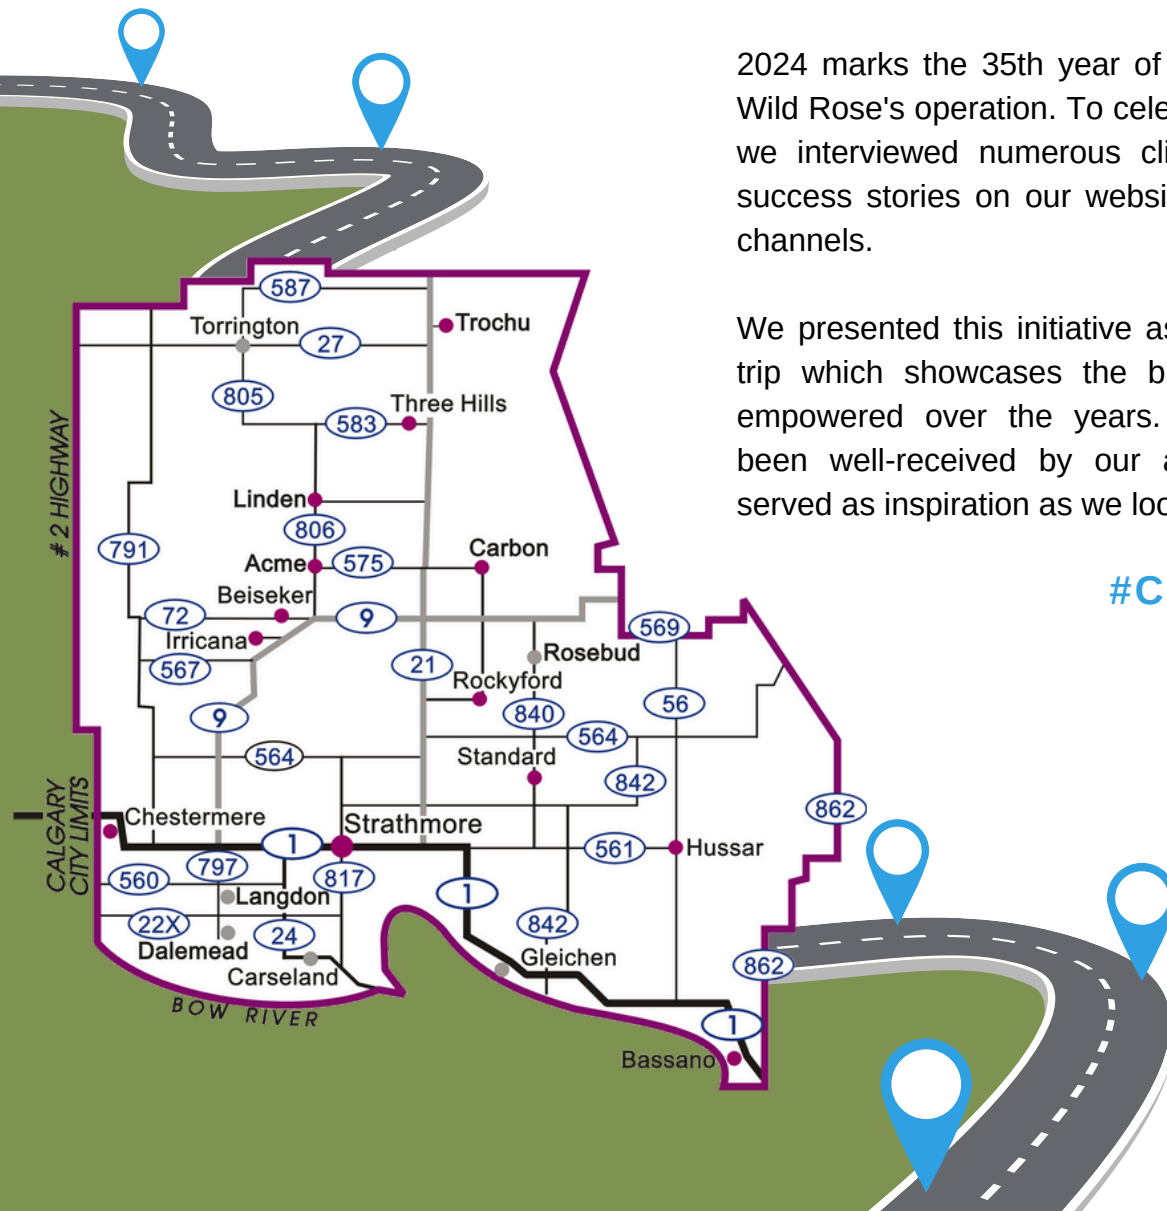 2024 marks the 35th year of
Wild Rose's operation. To cele
we interviewed numerous cli
success stories on our websi
channels.
We presented this initiative as
trip which showcases the b
empowered over the years.
been well-received by our a
served as inspiration as we loo
#C
587
Torrington
Trochu
27
805
Three Hills
583
# 2 HIGHWAY
Linden
806
791
Acme
575
Carbon
Beiseker
72
9
569
Irricana
567
21
Rosebud
Rockyford
9
840
56
564
564
Standard
842
CALGARY
CITY LIMITS
Chestermere
Strathmore
862
1
797
560
817
561
Hussar
Langdon
1
22X
24
842
Dalemead
Carseland
Gleichen
862
BOW RIVER
1
Bassano